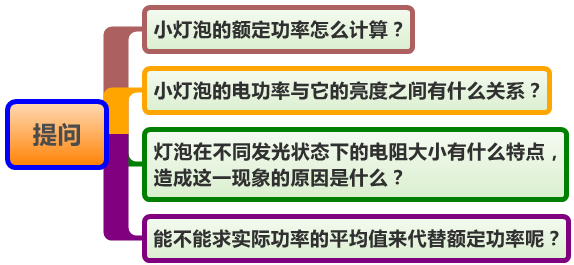 提问
小灯泡的额定功率怎么计算？
小灯泡的电功率与它的亮度之间有什么关系？
灯泡在不同发光状态下的电阻大小有什么特点，
造成这一现象的原因是什么？
能不能求实际功率的平均值来代替额定功率呢？